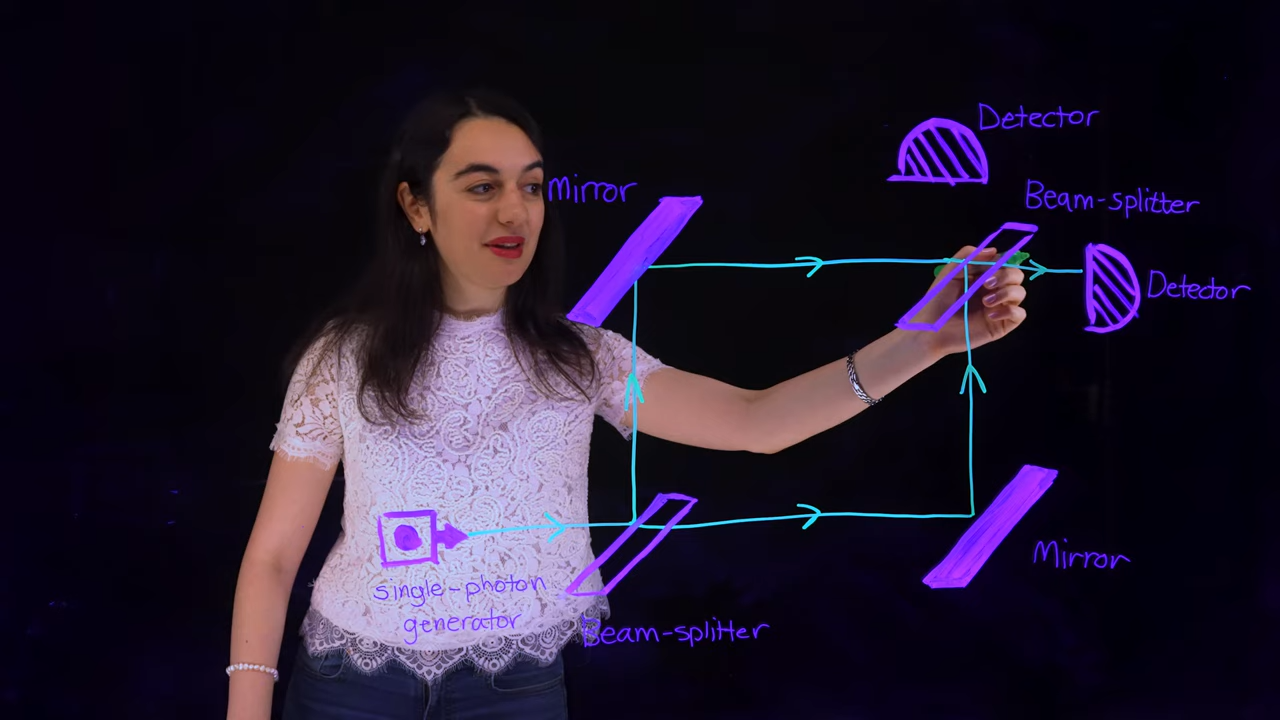 Detector
Mirror
Beam-splitter
Detector
Mirror
single-photon
generator
Beam-splitter